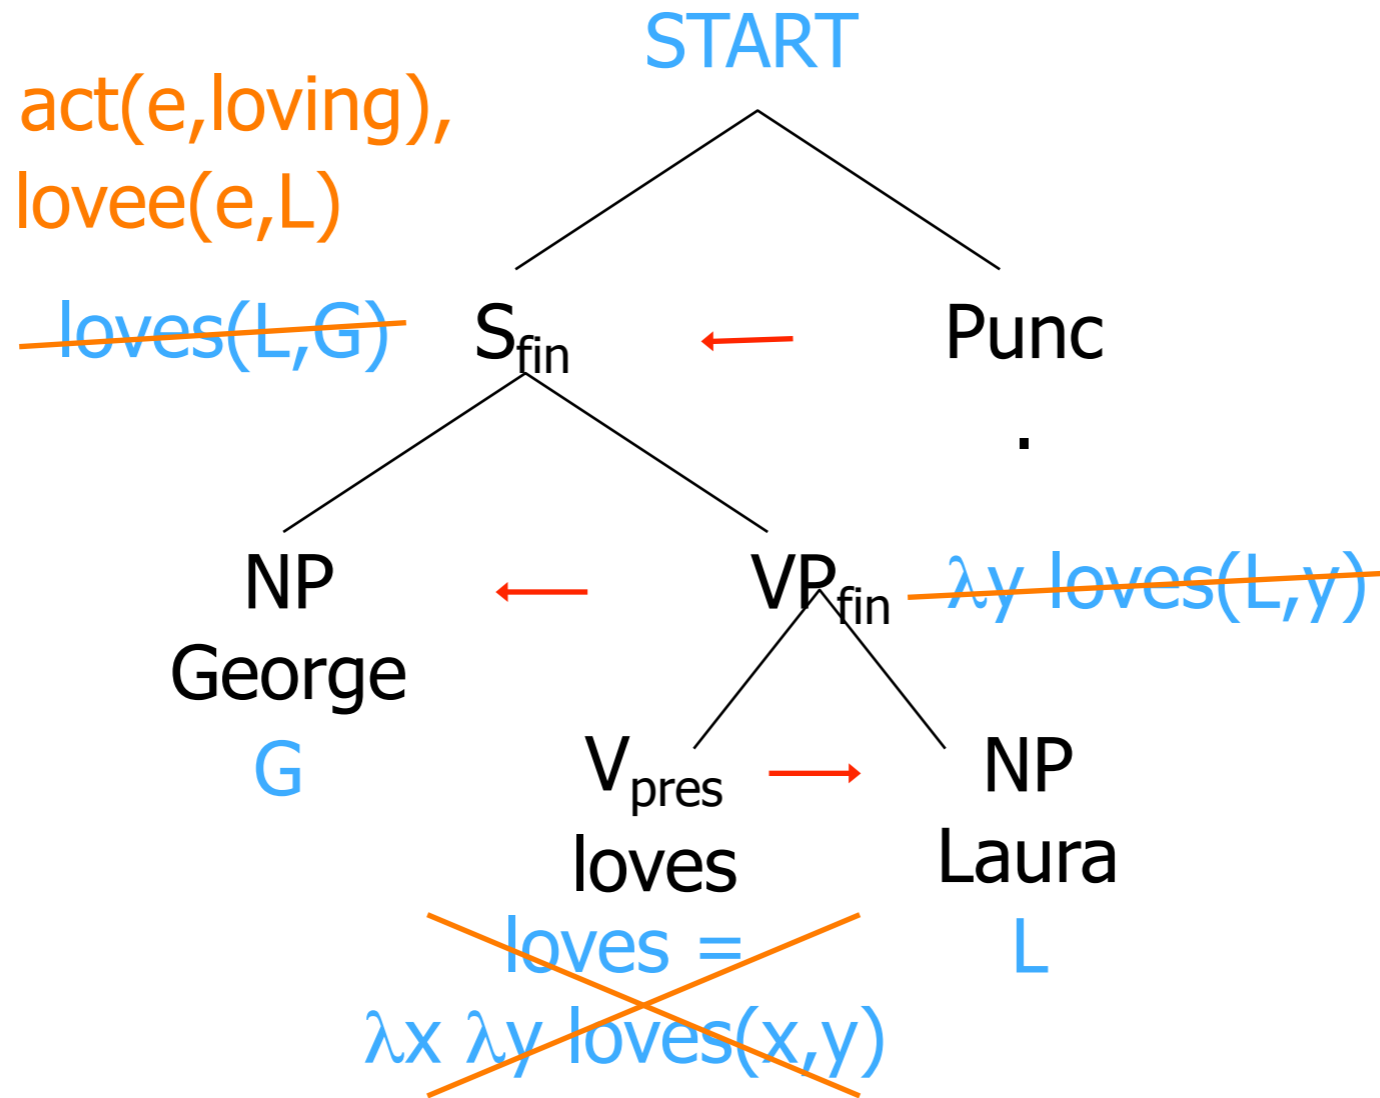 START
act(e,loving),
lovee(e,L)
loves(L,G)
Sfin
Punc
.
NP
VPfin
λy loves(L,y)
George
G
Vpres
NP
loves
Laura
loves =
L
λx λy loves(x,y)